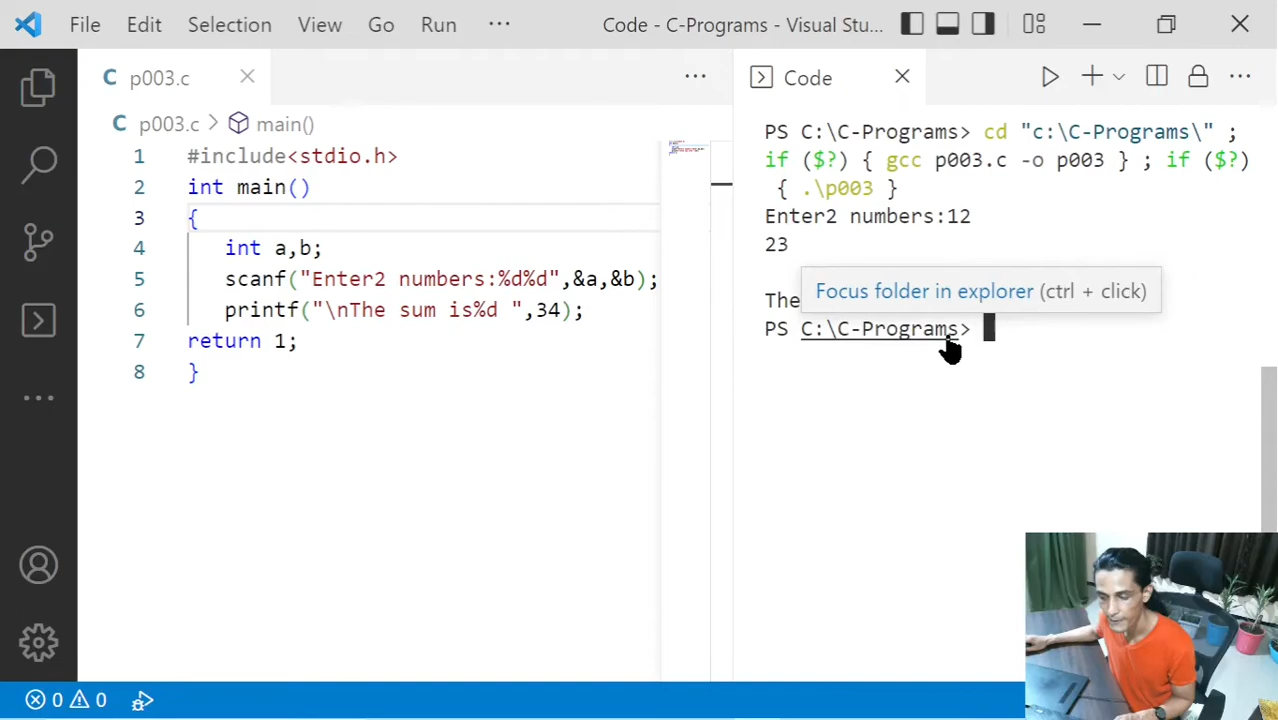 File Edit Selection View Go Run ··· Code - C-Programs - Visual Stu...
C p003.c
Code
C p003.c > main()
1 #include<stdio.h>
2 int main()
3 {
4 int a,b;
5 scanf("Enter2 numbers:%d%d",&a,&b);
6 printf("\nThe sum is%d ",34);
7 return 1;
8 }
PS C:\C-Programs> cd "c:\C-Programs\" ;
if ($?) { gcc p003.c -o p003 } ; if ($?)
{ .\p003 }
Enter2 numbers:12
23
Focus folder in explorer (ctrl + click)
The
PS C:\C-Programs>
0 0